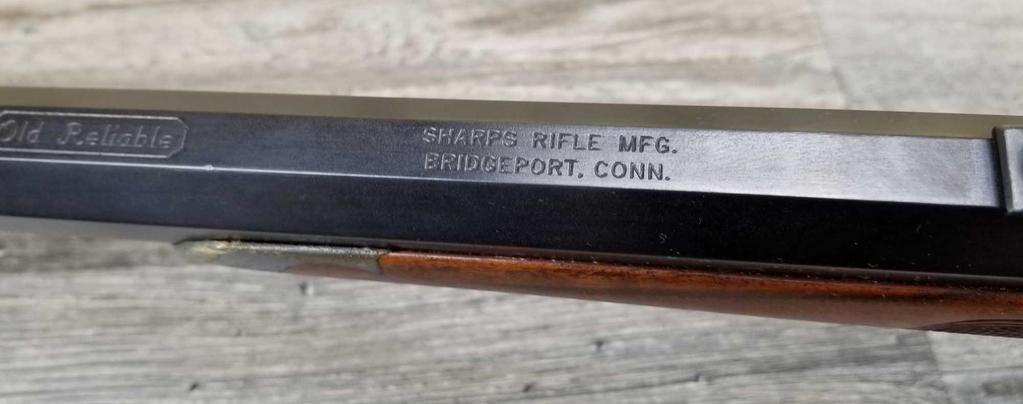 Old Reliable
SHARPS RIFLE MFG.
BRIDGEPORT, CONN.